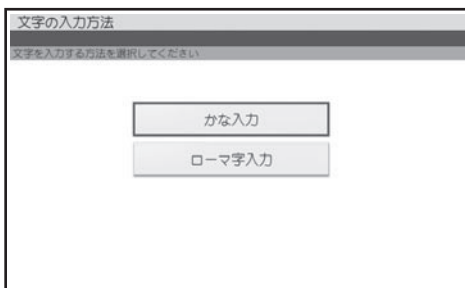 文字の入力方法
文字を入力する方法を選択してください
かな入力
ローマ字入力